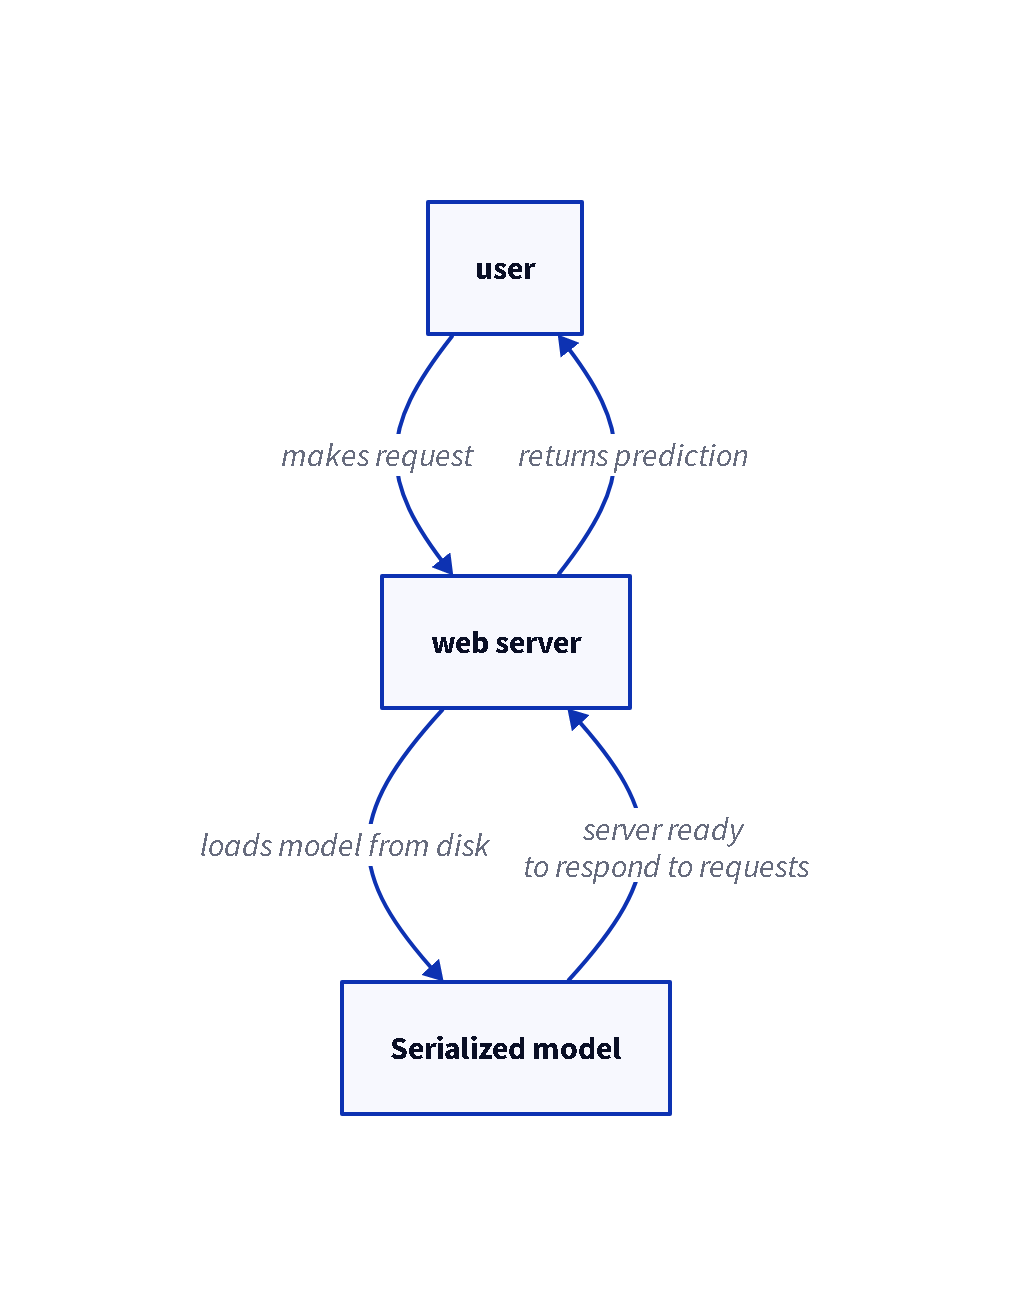 user
makes request
returns prediction
web server
loads model from disk
server ready
to respond to requests
Serialized model